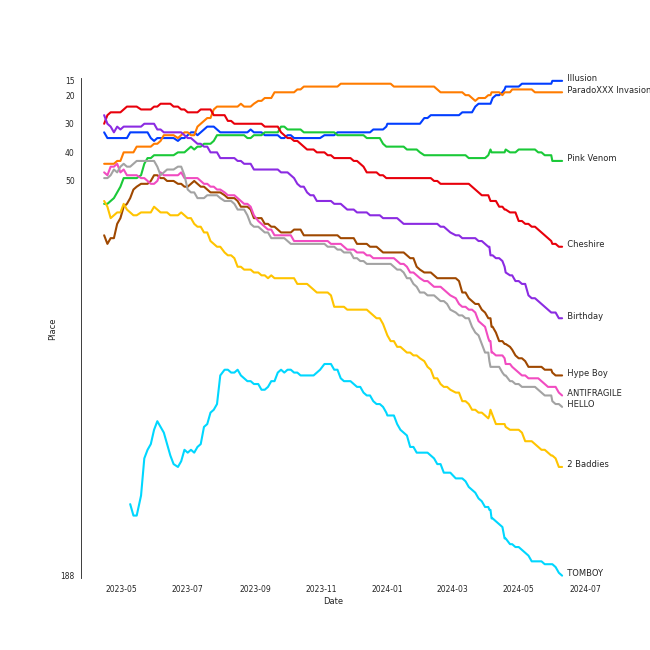 15
20
30
40
50
188
Place
Illusion
ParadoXXX Invasion
Pink Venom
Cheshire
Birthday
Hype Boy
ANTIFRAGILE
HELLO
2 Baddies
TOMBOY
2023-05 2023-07 2023-09 2023-11 2024-01 2024-03 2024-05 2024-07
Date